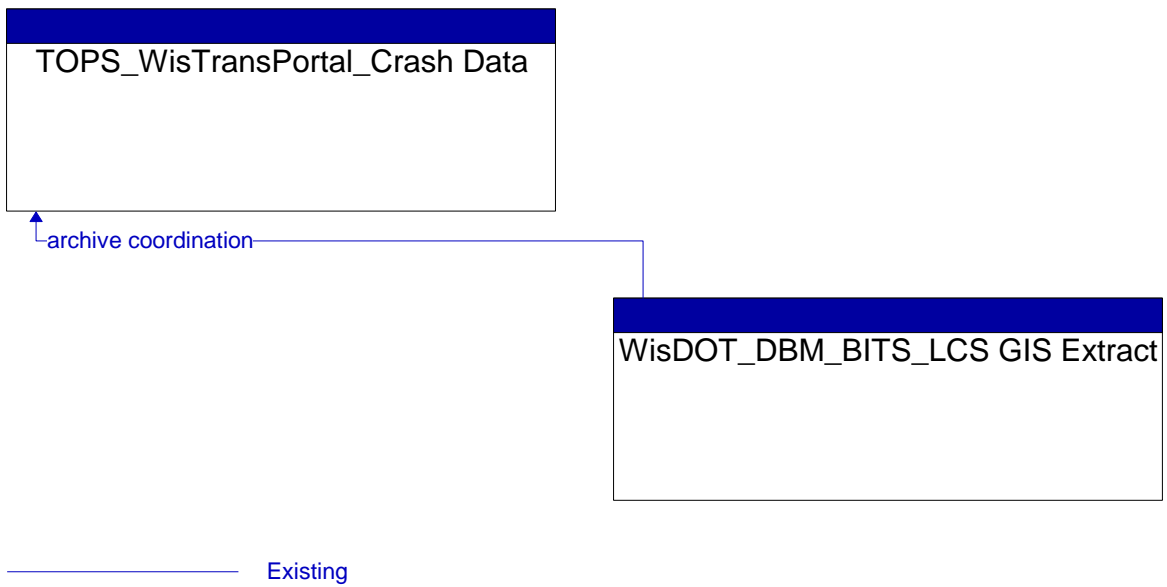 TOPS_WisTransPortal_Crash Data
archive coordination
WisDOT_DBM_BITS_LCS GIS Extract
Existing